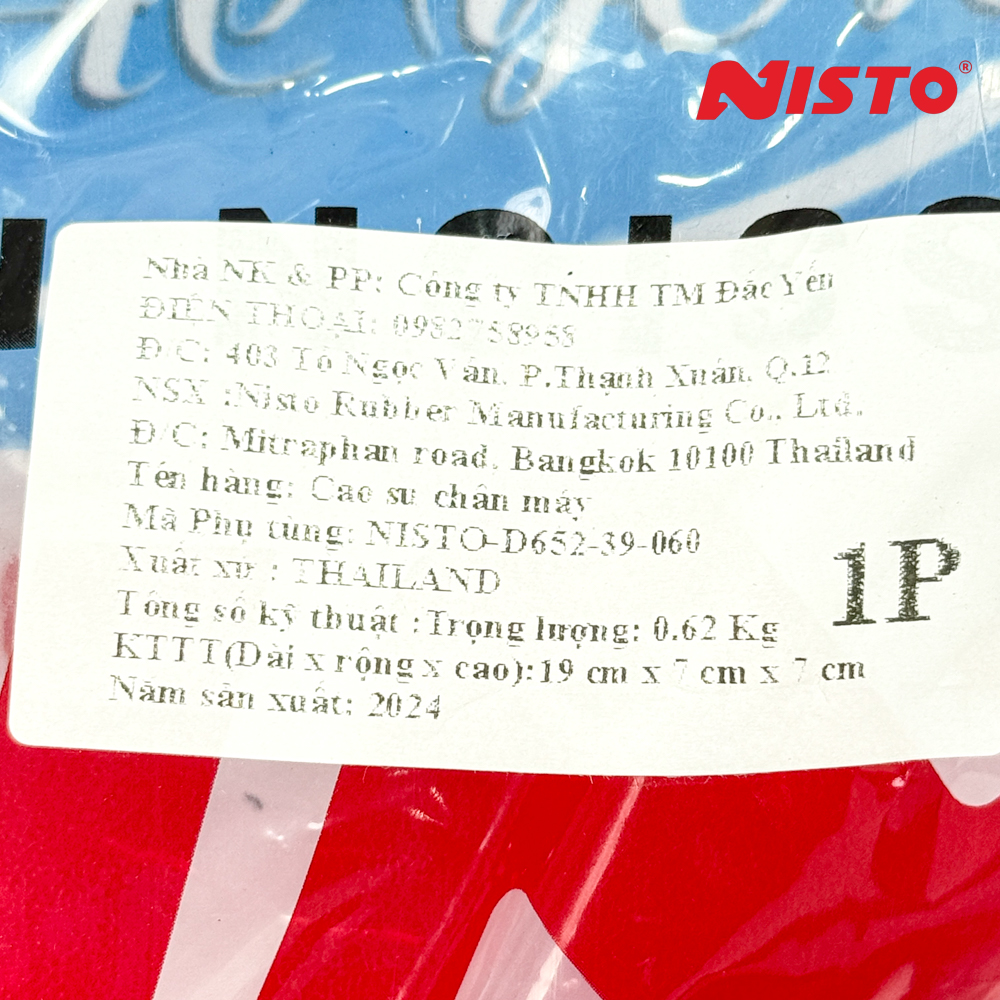 NISTO®
Nhà NK & PP: Công ty TNHH TM Đắc Yến
ĐIỆN THOẠI: 0982758958
Đ/C: 403 Tô Ngọc Vân, P.Thạnh Xuân, Q.12
NSX :Nisto Rubber Manufacturing Co., Ltd.
Đ/C: Mitraphan road, Bangkok 10100 Thailand
Tên hàng: Cao su chân máy
Mã Phụ tùng: NISTO-D652-39-060
1P
Xuất xứ : THAILAND
Tông số kỹ thuật :Trọng lượng: 0.62 Kg
KTTT(Dài x rộng x cao):19 cm x 7 cm x 7 cm
Năm sản xuất: 2024